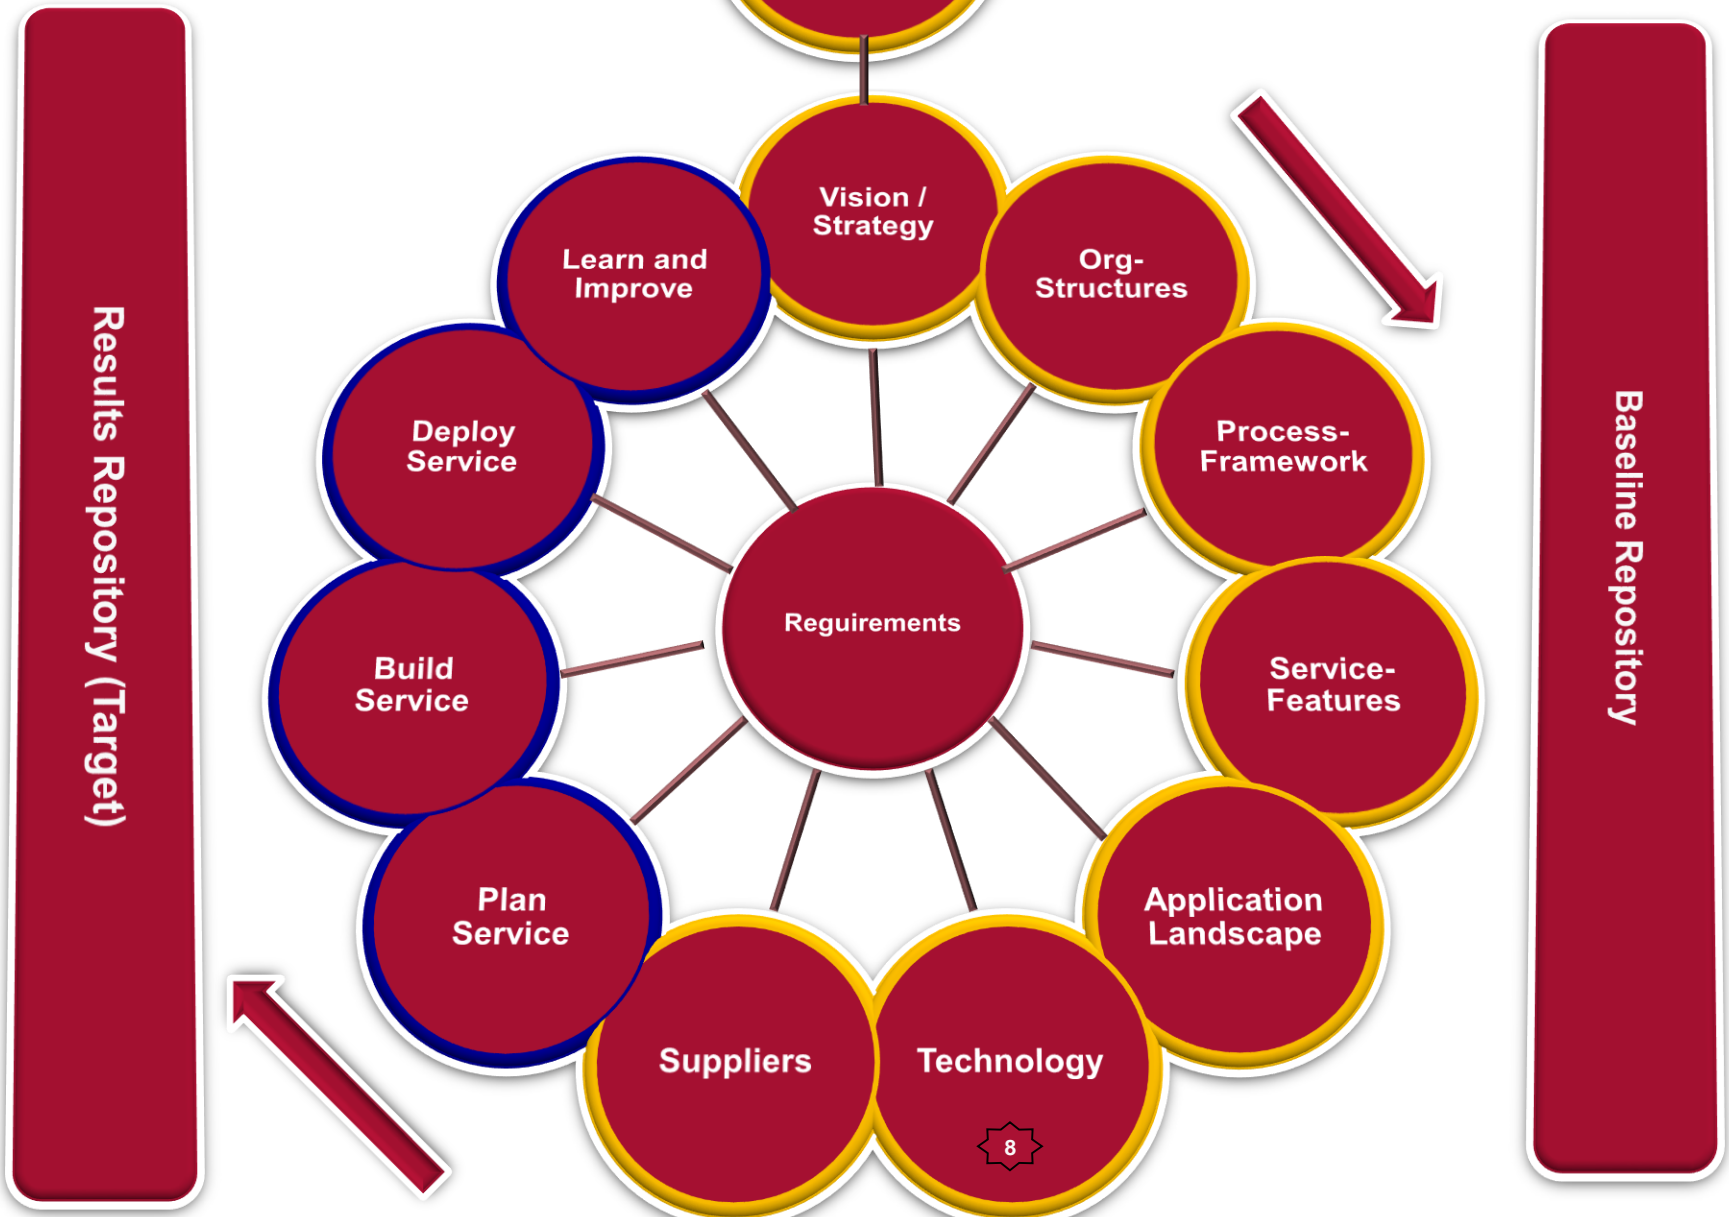 Results Repository (Target)
Vision /
Strategy
Org-
Structures
Process-
Framework
Service-
Features
Application
Landscape
Technology
8
Suppliers
Plan
Service
Build
Service
Deploy
Service
Learn and
Improve
Reguirements
Baseline Repository